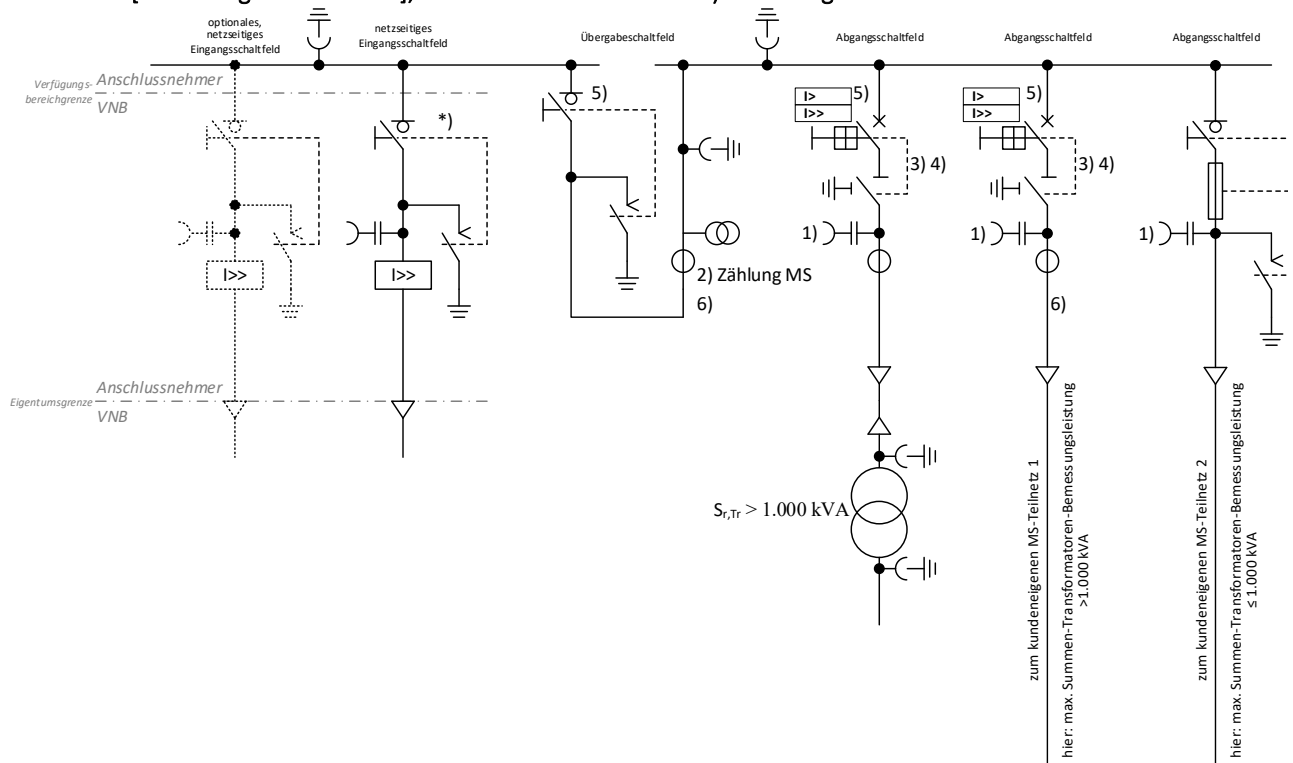 optionales,
netzseitiges
Eingangsschaltfeld
netzseitiges
Eingangsschaltfeld
Übergabeschaltfeld
Abgangsschaltfeld
Abgangsschaltfeld
Abgangsschaltfeld
Verfügungs-
bereichgrenze
Anschlussnehmer
VNB
*)
5)
I>
I>>
5)
I>
I>>
5)
3) 4)
3) 4)
1)
1)
1)
I>>
I>>
2) Zählung MS
6)
6)
Eigentumsgrenze
Anschlussnehmer
VNB
Sr,Tr > 1.000 kVA
zum kundeneigenen MS-Teilnetz 1
hier: max. Summen-Transformatoren-Bemessungsleistung
>1.000 kVA
zum kundeneigenen MS-Teilnetz 2
hier: max. Summen-Transformatoren-Bemessungsleistung
≤ 1.000 kVA